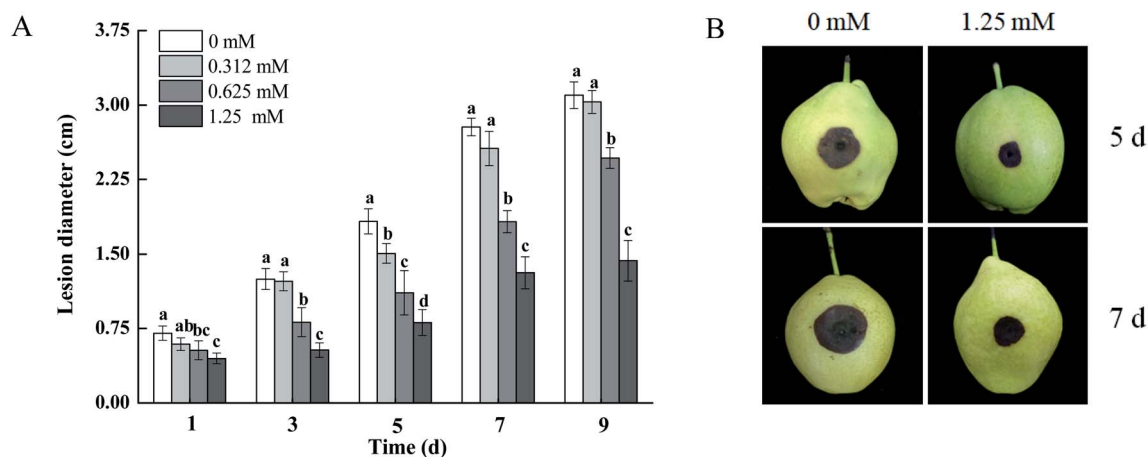 A
Lesion diameter (cm)
3.75
3.00
2.25
1.50
0.75
0.00
0 mM
0.312 mM
0.625 mM
1.25 mM
a
ab
bc
c
a
a
b
c
a
b
c
d
a
a
b
c
a
a
b
c
1
3
5
7
9
Time (d)
B
0 mM
1.25 mM
5 d
7 d